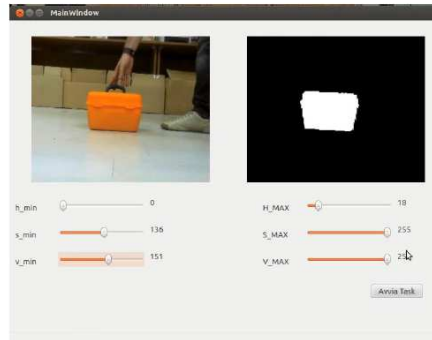 MainWindow
h_min 0 H_MAX 18
s_min 136 S_MAX 255
v_min 151 V_MAX
Avvia Task